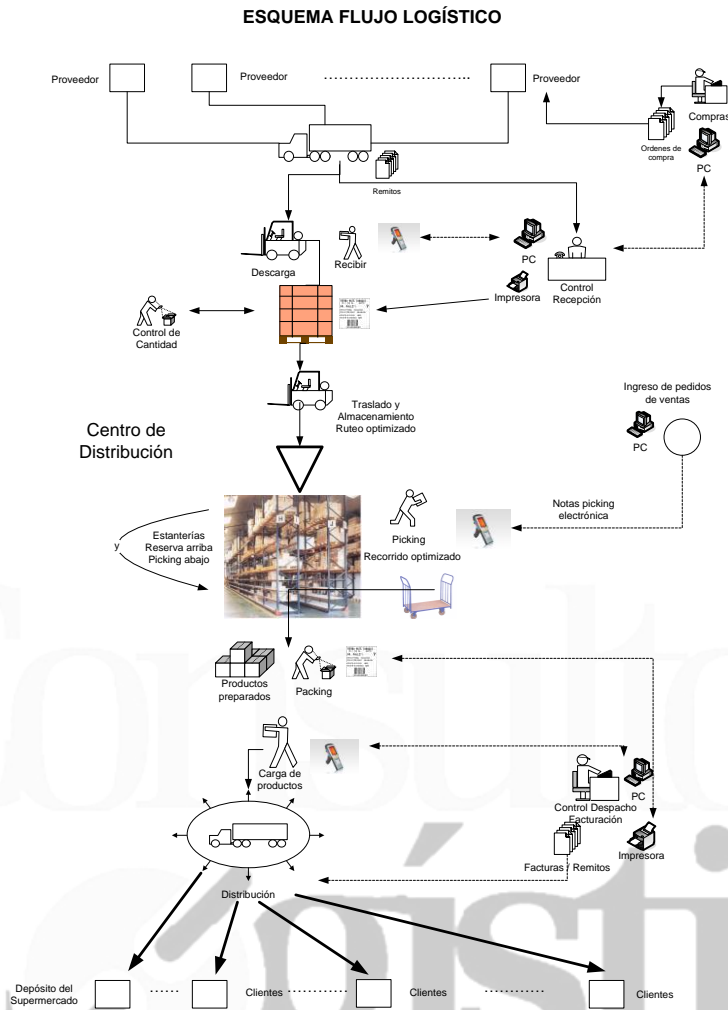 ESQUEMA FLUJO LOGÍSTICO
Proveedor
Proveedor
Proveedor
Compras
Ordenes de
compra
PC
Remitos
Descarga
Recibir
PC
Impresora
Control
Recepción
Control de
Cantidad
Traslado y
Almacenamiento
Ruteo optimizado
Ingreso de pedidos
de ventas
PC
Centro de
Distribución
Notas picking
electrónica
y
Estanterías
Reserva arriba
Picking abajo
Picking
Recorrido optimizado
Productos
preparados
Packing
Carga de
productos
PC
Control Despacho
Facturación
Facturas / Remitos
Impresora
Distribución
Depósito del
Supermercado
Clientes
Clientes
Clientes